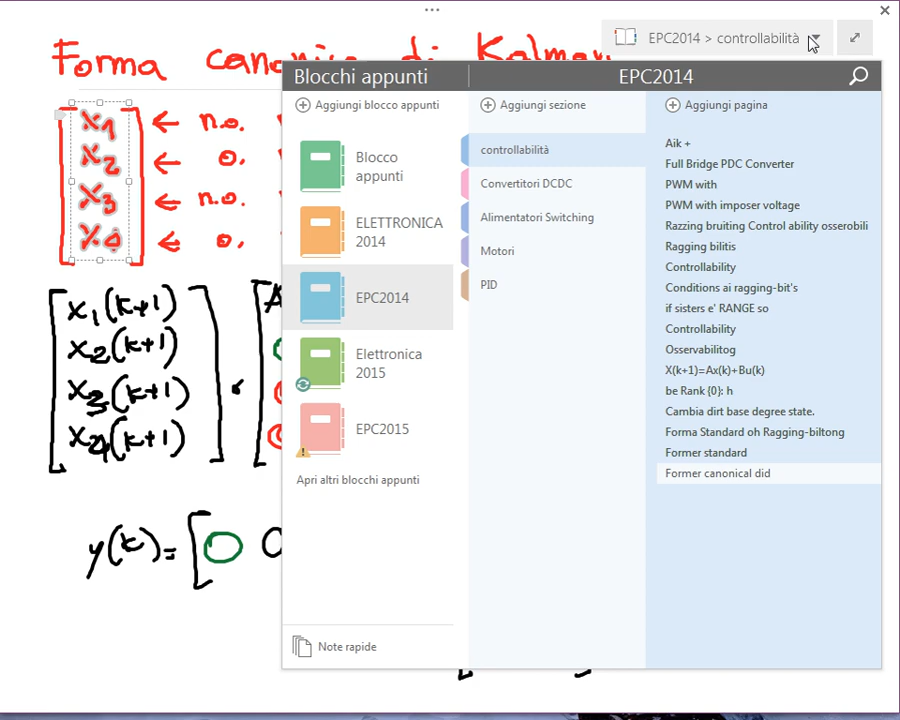 Forma canonica di Kalman
EPC2014 > controllabilità
Blocchi appunti
EPC2014
Aggiungi blocco appunti
Aggiungi sezione
Aggiungi pagina
Blocco
appunti
ELETTRONICA
2014
EPC2014
Elettronica
2015
EPC2015
Apri altri blocchi appunti
Note rapide
controllabilità
Convertitori DCDC
Alimentatori Switching
Motori
PID
Aik +
Full Bridge PDC Converter
PWM with
PWM with imposer voltage
Razzing bruiting Control ability osserobili
Ragging bilitis
Controllability
Conditions ai ragging-bit's
if sisters e' RANGE so
Controllability
Osservabilitog
X(k+1)=Ax(k)+Bu(k)
be Rank {0}: h
Cambia dirt base degree state.
Forma Standard oh Ragging-biltong
Former standard
Former canonical did
x1 ← n.o.
x2 ← o.
x3 ← n.o.
x4 ← o.
x1(k+1)
x2(k+1)
x3(k+1)
x4(k+1)
y(k)= [ 0 0